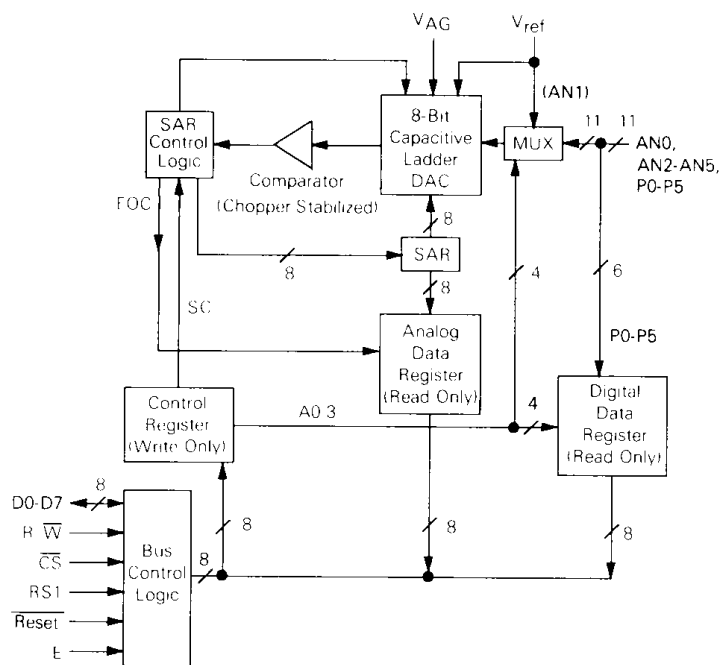 VAG
Vref
(AN1)
11
11
SAR
Control
Logic
8-Bit
Capacitive
Ladder
DAC
MUX
AN0,
AN2-AN5,
P0-P5
Comparator
(Chopper Stabilized)
FOC
8
8
SAR
4
6
8
SC
P0-P5
Analog
Data
Register
(Read Only)
Digital
Data
Register
(Read Only)
Control
Register
(Write Only)
A0 3
4
D0-D7
8
R W
CS
RS1
Reset
E
Bus
Control
Logic
8
8
8
8